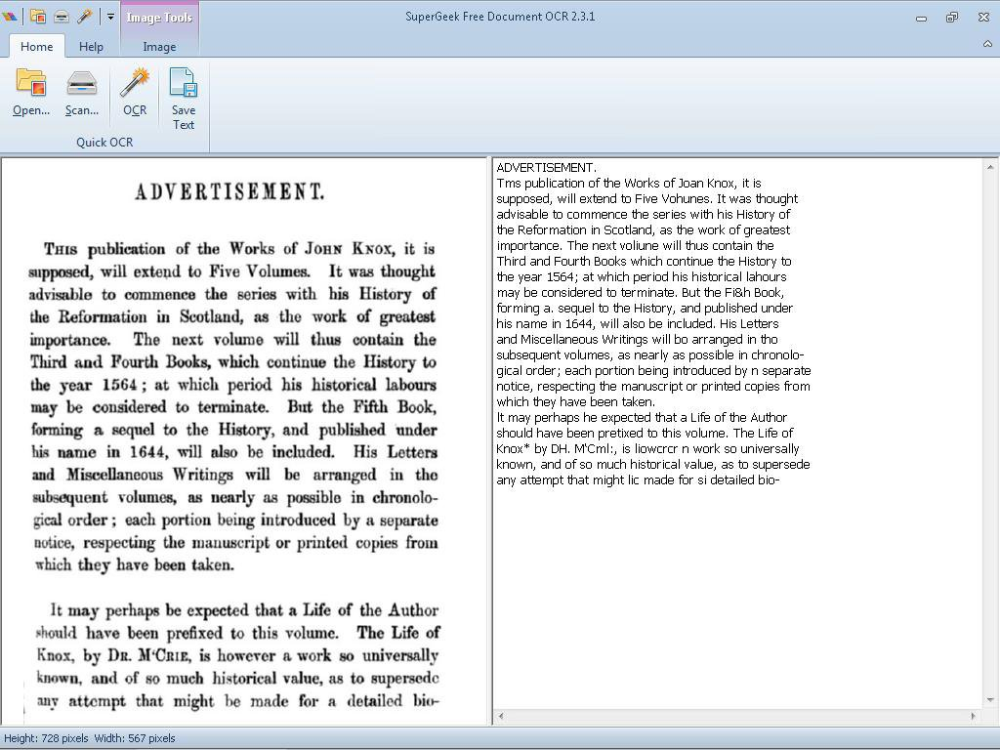 Image Tools
SuperGeek Free Document OCR 2.3.1
Home
Help
Image
Open...
Scan...
OCR
Save
Text
Quick OCR
ADVERTISEMENT.
THIS publication of the Works of JOHN KNOX, it is
supposed, will extend to Five Volumes. It was thought
advisable to commence the series with his History of
the Reformation in Scotland, as the work of greatest
importance. The next volume will thus contain the
Third and Fourth Books, which continue the History to
the year 1564; at which period his historical labours
may be considered to terminate. But the Fifth Book,
forming a sequel to the History, and published under
his name in 1644, will also be included. His Letters
and Miscellaneous Writings will be arranged in the
subsequent volumes, as nearly as possible in chronolo-
gical order; each portion being introduced by a separate
notice, respecting the manuscript or printed copies from
which they have been taken.
It may perhaps be expected that a Life of the Author
should have been prefixed to this volume. The Life of
Knox, by DR. M‘CRIE, is however a work so universally
known, and of so much historical value, as to supersede
any attempt that might be made for a detailed bio-
ADVERTISEMENT.
Tms publication of the Works of Joan Knox, it is
supposed, will extend to Five Vohunes. It was thought
advisable to commence the series with his History of
the Reformation in Scotland, as the work of greatest
importance. The next voliune will thus contain the
Third and Fourth Books which continue the History to
the year 1564; at which period his historical lahours
may be considered to terminate. But the Fi&h Book,
forming a. sequel to the History, and published under
his name in 1644, will also be included. His Letters
and Miscellaneous Writings will bo arranged in tho
subsequent volumes, as nearly as possible in chronolo-
gical order; each portion being introduced by n separate
notice, respecting the manuscript or printed copies from
which they have been taken.
It may perhaps he expected that a Life of the Author
should have been pretixed to this volume. The Life of
Knox* by DH. M‘Cml:, is liowcrcr n work so universally
known, and of so much historical value, as to supersede
any attempt that might lic made for si detailed bio-
Height: 728 pixels Width: 567 pixels